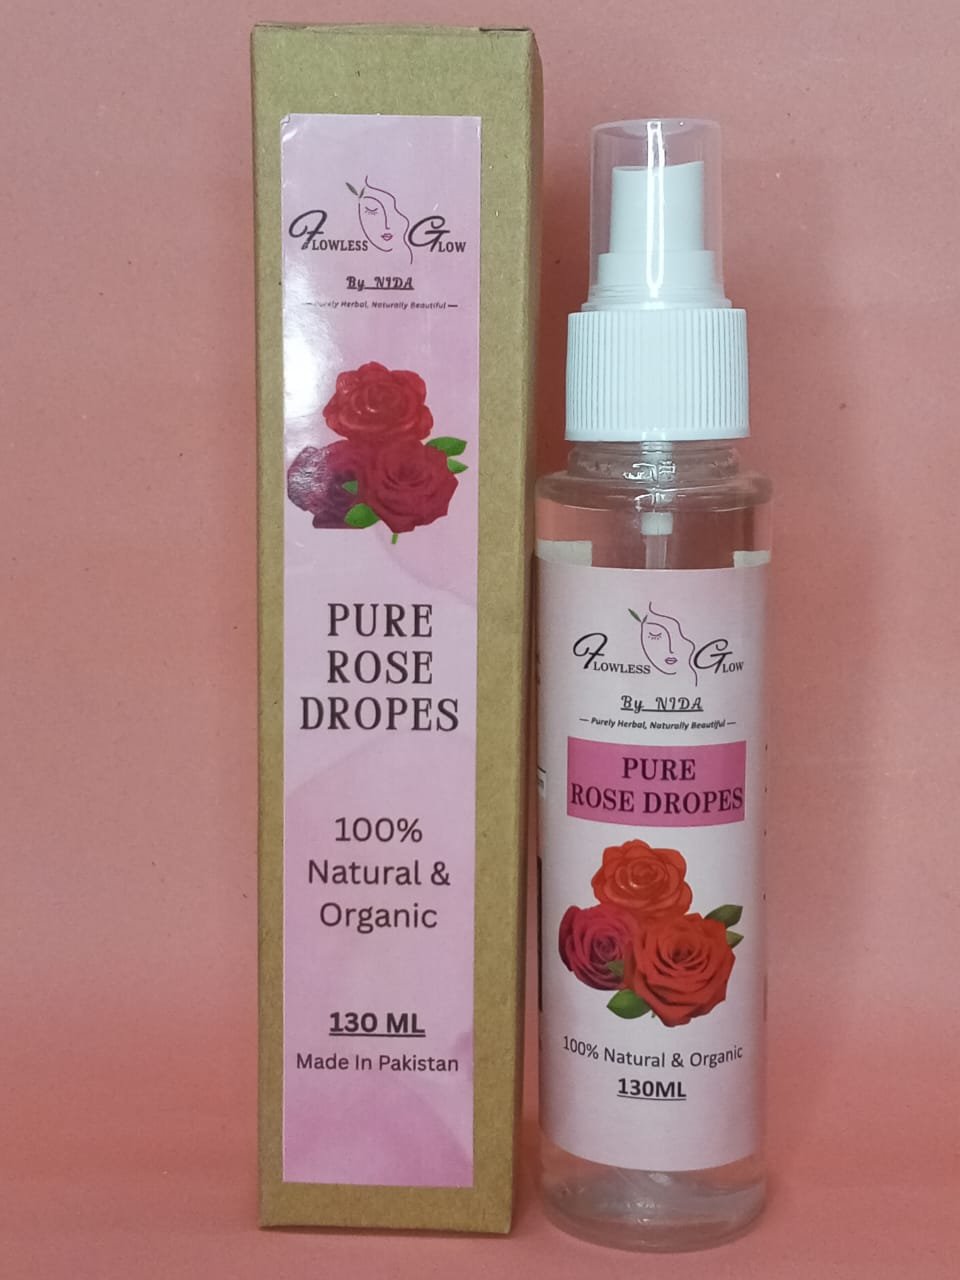 FLOWLESS GLOW
By NIDA
— Purely Herbal, Naturally Beautiful —
PURE
ROSE
DROPES
100%
Natural &
Organic
130 ML
Made In Pakistan
FLOWLESS GLOW
By NIDA
— Purely Herbal, Naturally Beautiful —
PURE
ROSE DROPES
100% Natural & Organic
130ML